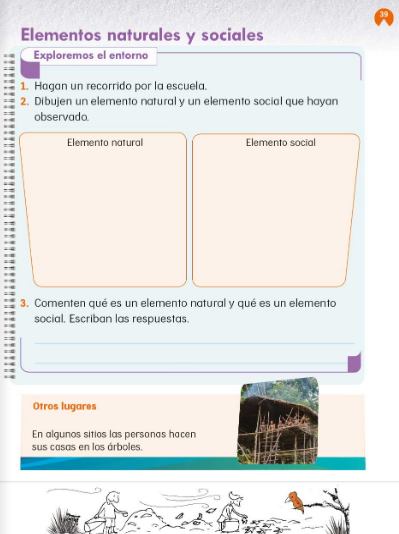 39
Elementos naturales y sociales
Exploremos el entorno
1. Hagan un recorrido por la escuela.
2. Dibujen un elemento natural y un elemento social que hayan
observado.
Elemento natural
Elemento social
3. Comenten qué es un elemento natural y qué es un elemento
social. Escriban las respuestas.
Otros lugares
En algunos sitios las personas hacen
sus casas en los árboles.